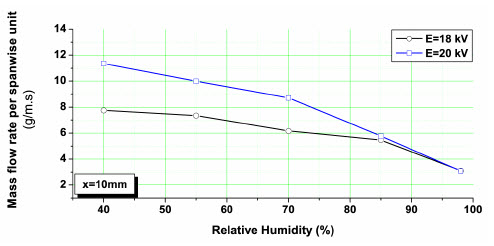 E=18 kV
E=20 kV
Mass flow rate per spanwise unit
(g/m.s)
14
12
10
8
6
4
2
x=10mm
40 50 60 70 80 90 100
Relative Humidity (%)